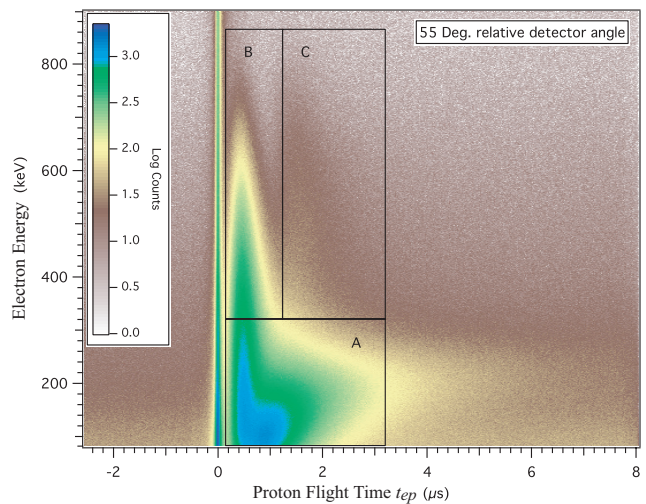 55 Deg. relative detector angle
B
C
A
3.0
2.5
2.0
1.5
1.0
0.5
0.0
Log Counts
800
600
400
200
Electron Energy (keV)
-2
0
2
4
6
8
Proton Flight Time tep (μs)